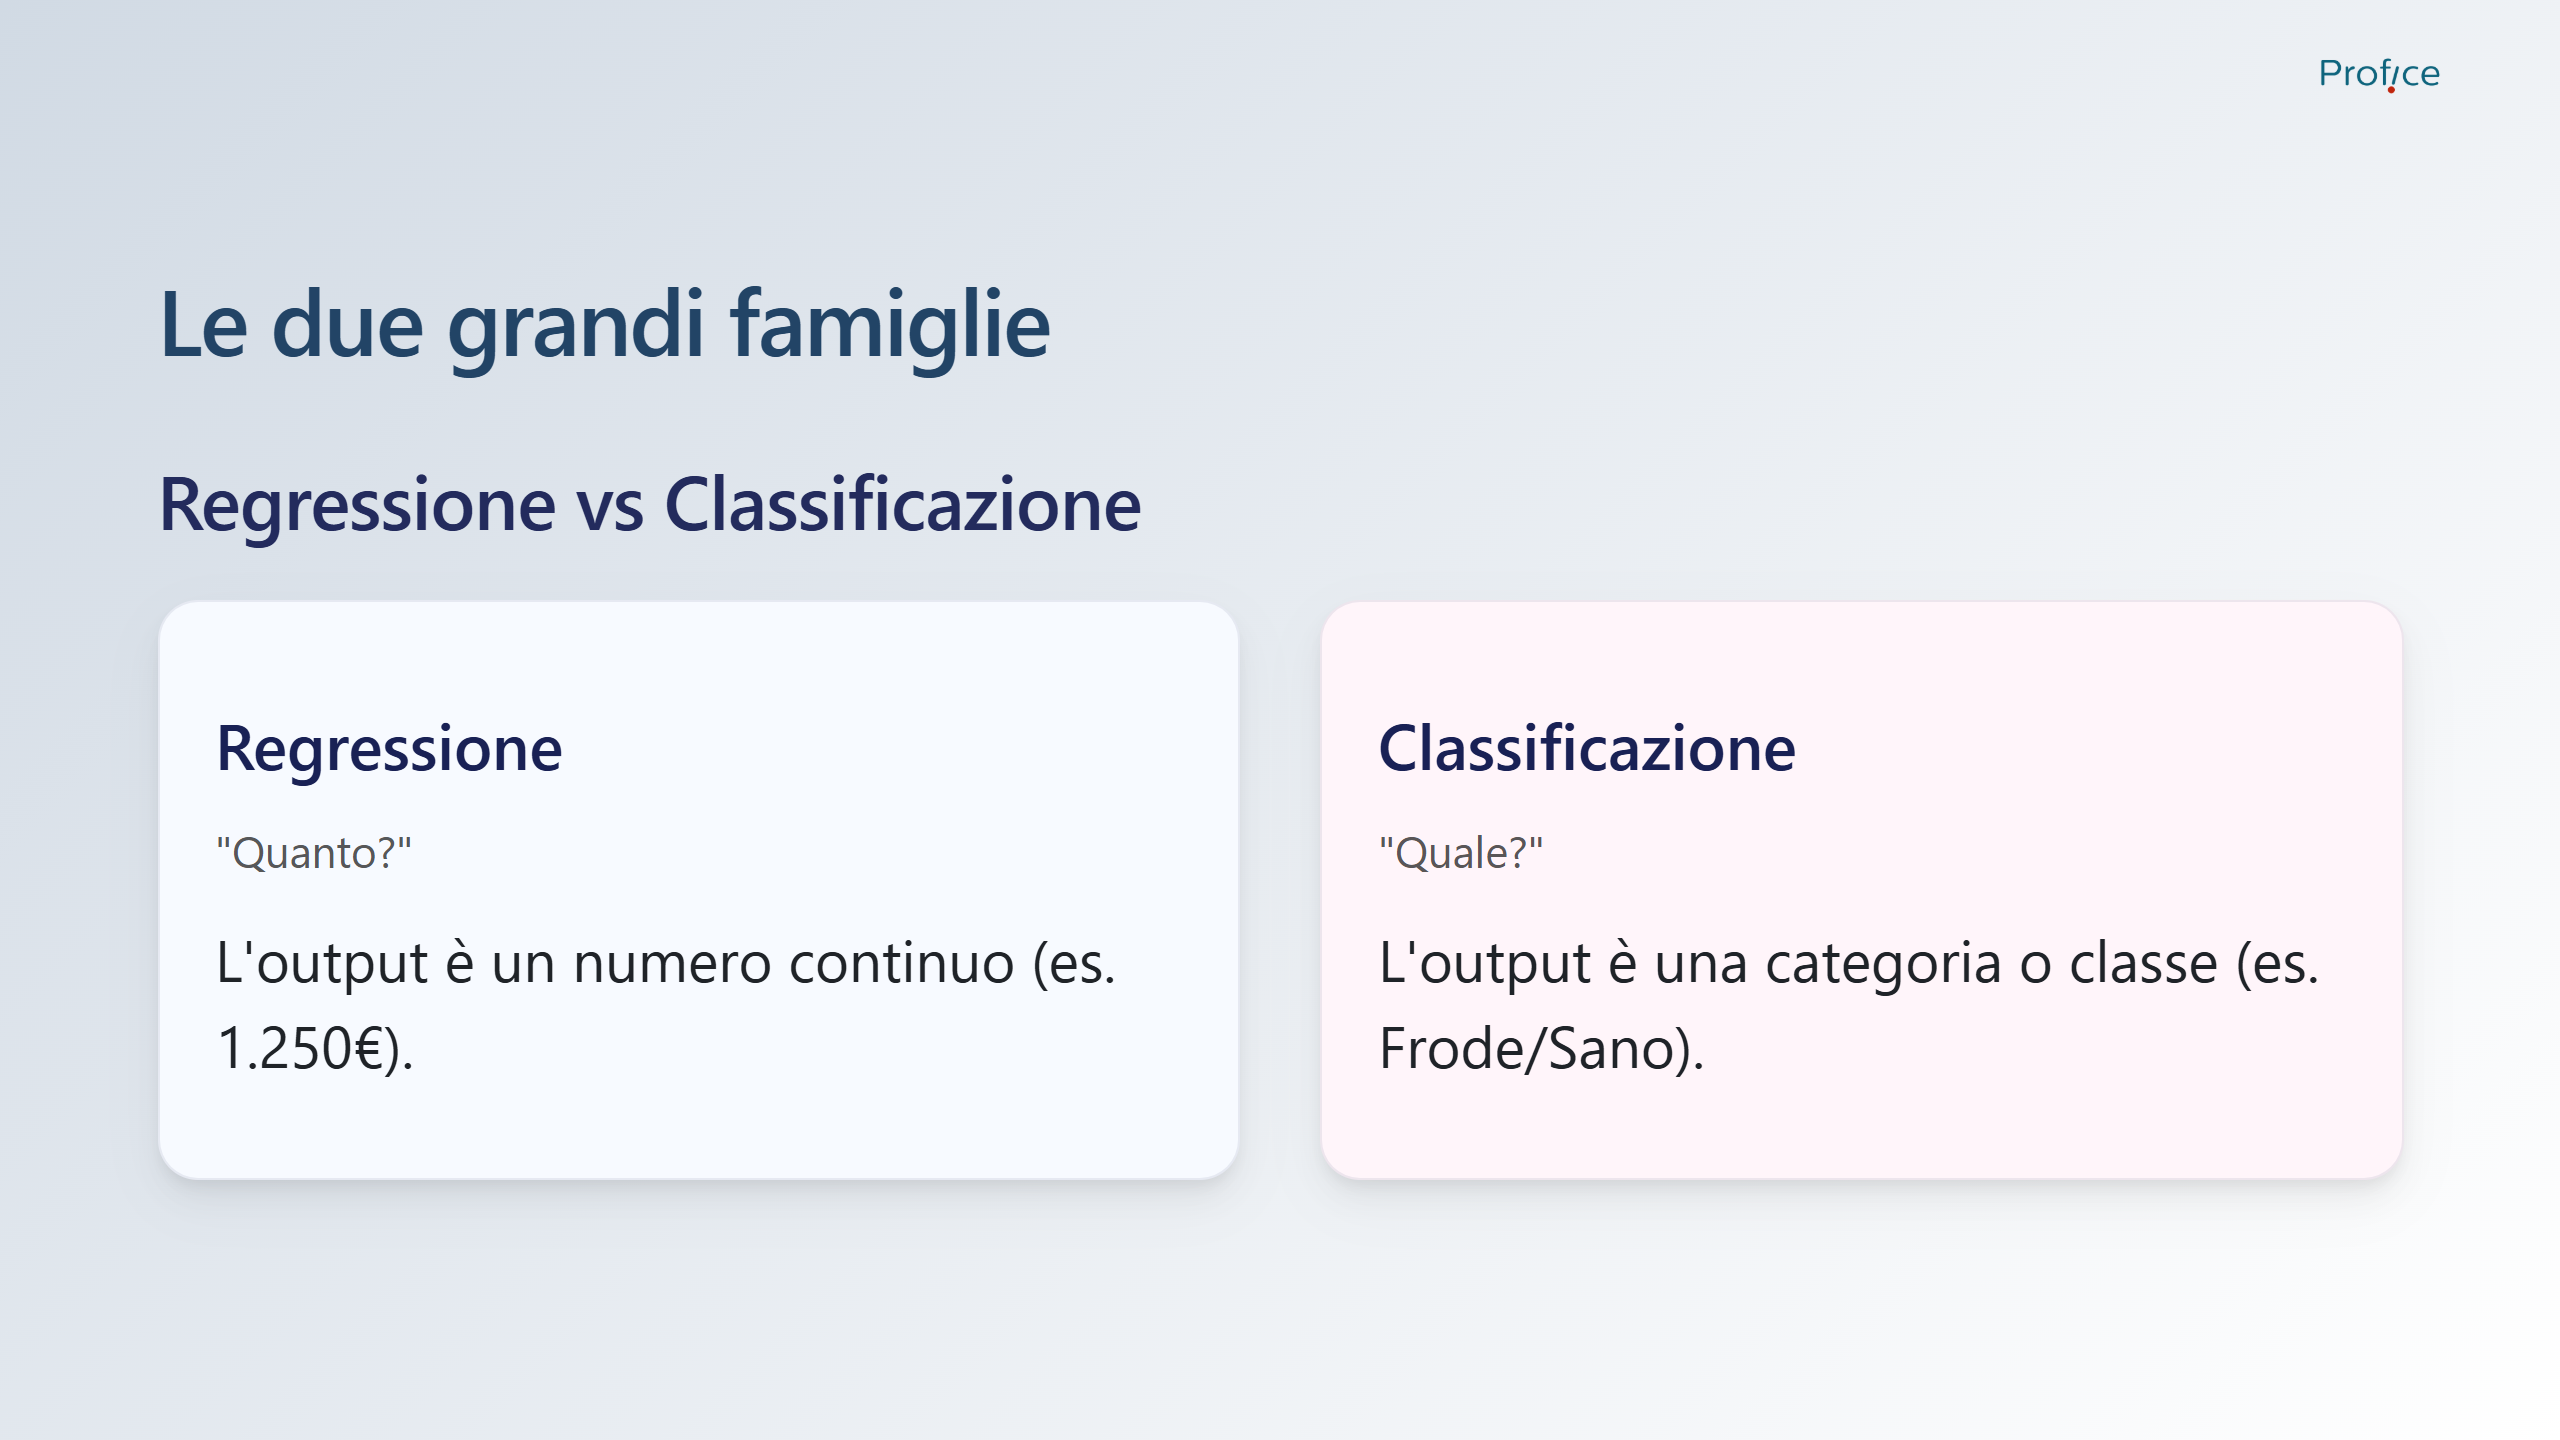 Profice
Le due grandi famiglie
Regressione vs Classificazione
Regressione
"Quanto?"
L'output è un numero continuo (es.
1.250€).
Classificazione
"Quale?"
L'output è una categoria o classe (es.
Frode/Sano).